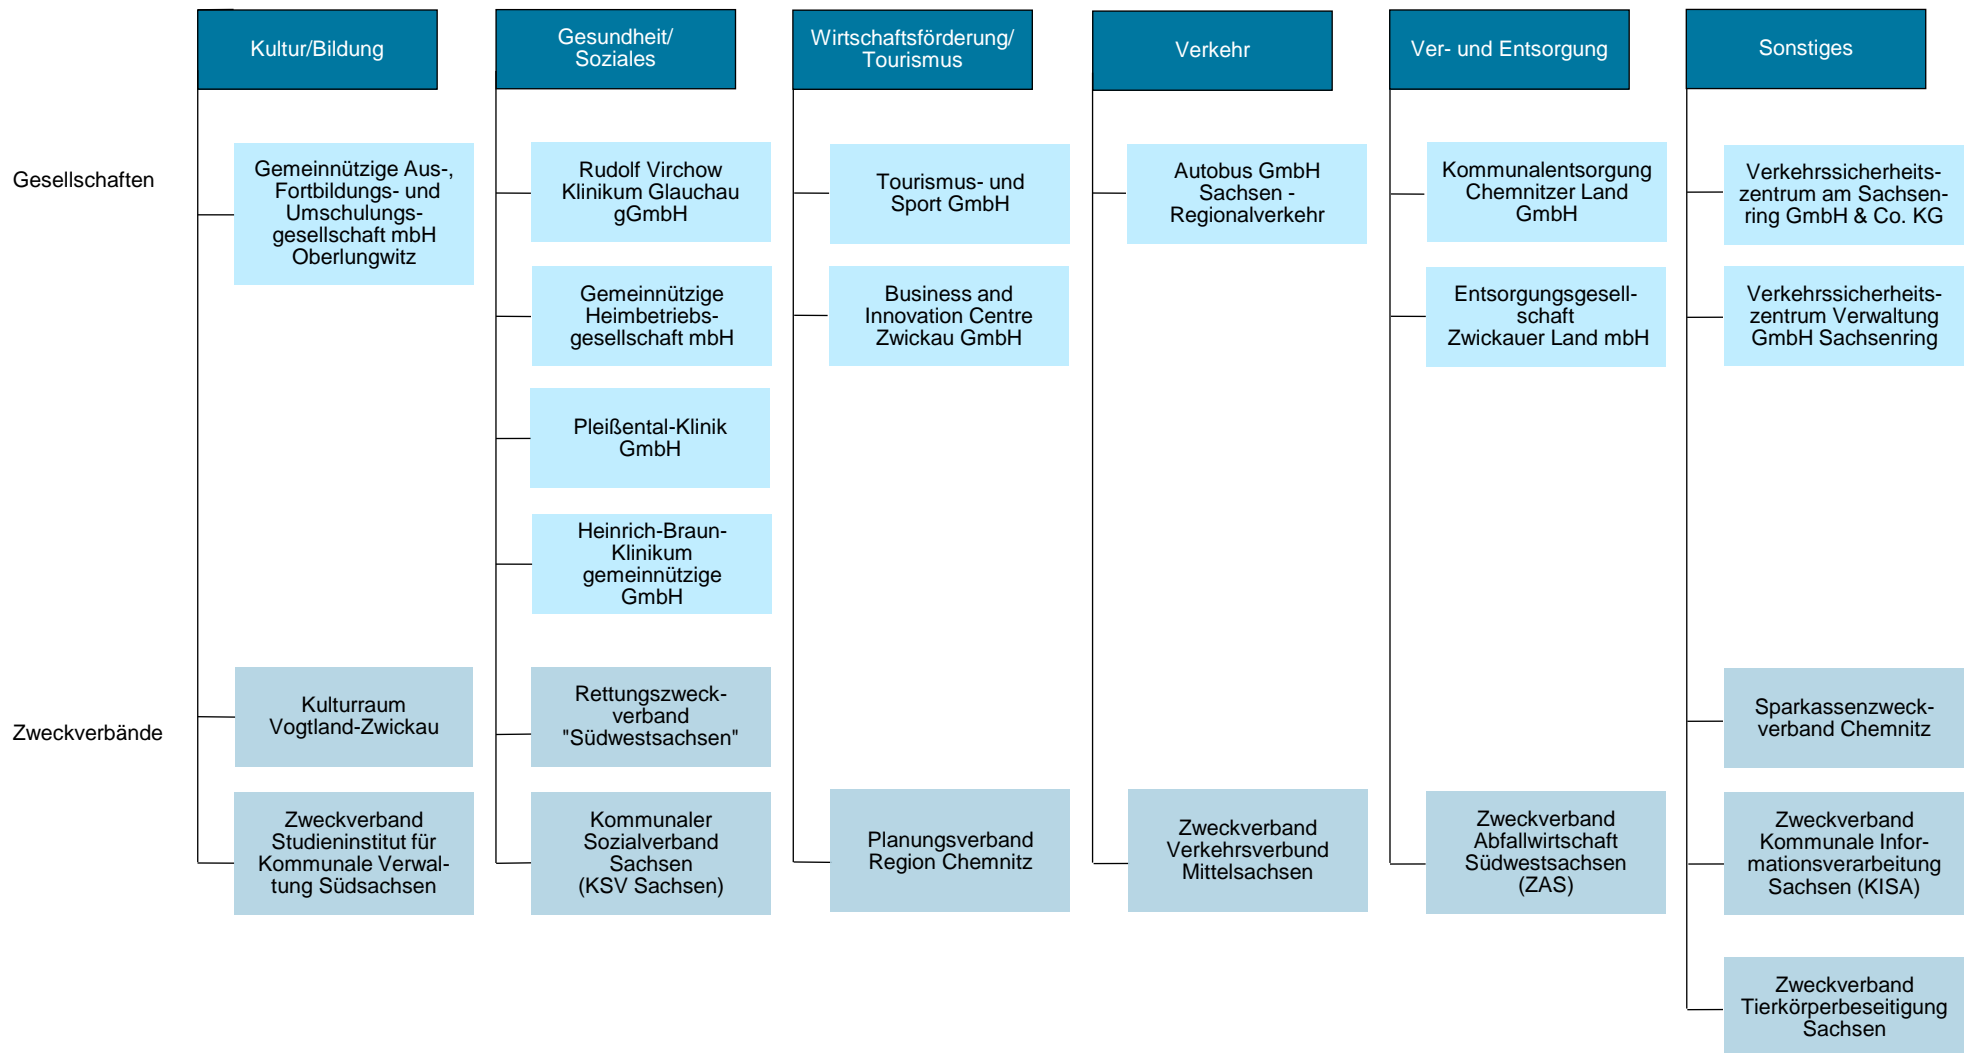 Kultur/Bildung
Gesundheit/
Soziales
Wirtschaftsförderung/
Tourismus
Verkehr
Ver- und Entsorgung
Sonstiges
Gesellschaften
Gemeinnützige Aus-,
Fortbildungs- und
Umschulungs-
gesellschaft mbH
Oberlungwitz
Rudolf Virchow
Klinikum Glauchau
gGmbH
Tourismus- und
Sport GmbH
Autobus GmbH
Sachsen -
Regionalverkehr
Kommunalentsorgung
Chemnitzer Land
GmbH
Verkehrssicherheits-
zentrum am Sachsen-
ring GmbH & Co. KG
Gemeinnützige
Heimbetriebs-
gesellschaft mbH
Business and
Innovation Centre
Zwickau GmbH
Entsorgungsgesell-
schaft
Zwickauer Land mbH
Verkehrssicherheits-
zentrum Verwaltung
GmbH Sachsenring
Pleißental-Klinik
GmbH
Heinrich-Braun-
Klinikum
gemeinnützige
GmbH
Zweckverbände
Kulturraum
Vogtland-Zwickau
Rettungszweck-
verband
"Südwestsachsen"
Sparkassenzweck-
verband Chemnitz
Zweckverband
Studieninstitut für
Kommunale Verwal-
tung Südsachsen
Kommunaler
Sozialverband
Sachsen
(KSV Sachsen)
Planungsverband
Region Chemnitz
Zweckverband
Verkehrsverbund
Mittelsachsen
Zweckverband
Abfallwirtschaft
Südwestsachsen
(ZAS)
Zweckverband
Kommunale Infor-
mationsverarbeitung
Sachsen (KISA)
Zweckverband
Tierkörperbeseitigung
Sachsen